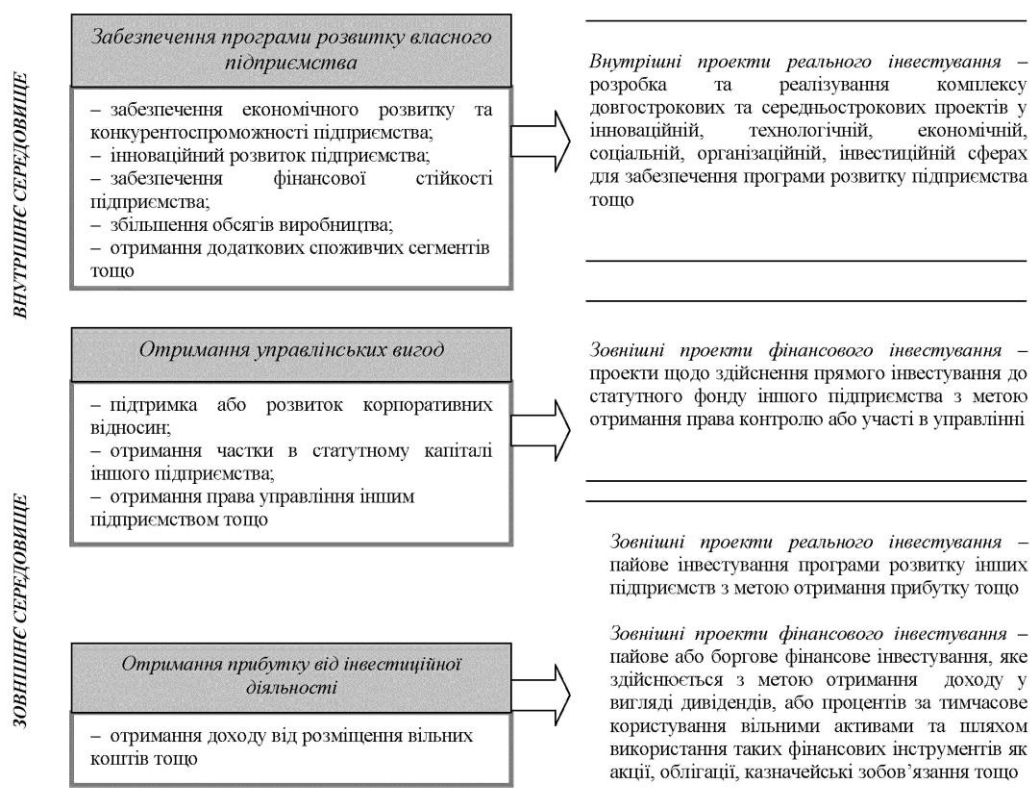 ВНУТРІШНЄ СЕРЕДОВИЩЕ
Забезпечення програми розвитку власного
підприємства
– забезпечення економічного розвитку та
конкурентоспроможності підприємства;
– інноваційний розвиток підприємства;
– забезпечення фінансової стійкості
підприємства;
– збільшення обсягів виробництва;
– отримання додаткових споживчих сегментів
тощо
Внутрішні проекти реального інвестування –
розробка та реалізування комплексу
довгострокових та середньострокових проектів у
інноваційній, технологічній, економічній,
соціальній, організаційній, інвестиційній сферах
для забезпечення програми розвитку підприємства
тощо
ЗОВНІШНЄ СЕРЕДОВИЩЕ
Отримання управлінських вигод
– підтримка або розвиток корпоративних
відносин;
– отримання частки в статутному капіталі
іншого підприємства;
– отримання права управління іншим
підприємством тощо
Зовнішні проекти фінансового інвестування –
проекти щодо здійснення прямого інвестування до
статутного фонду іншого підприємства з метою
отримання права контролю або участі в управлінні
Отримання прибутку від інвестиційної
діяльності
– отримання доходу від розміщення вільних
коштів тощо
Зовнішні проекти реального інвестування –
пайове інвестування програми розвитку інших
підприємств з метою отримання прибутку тощо
Зовнішні проекти фінансового інвестування –
пайове або боргове фінансове інвестування, яке
здійснюється з метою отримання доходу у
вигляді дивідендів, або процентів за тимчасове
користування вільними активами та шляхом
використання таких фінансових інструментів як
акції, облігації, казначейські зобов’язання тощо